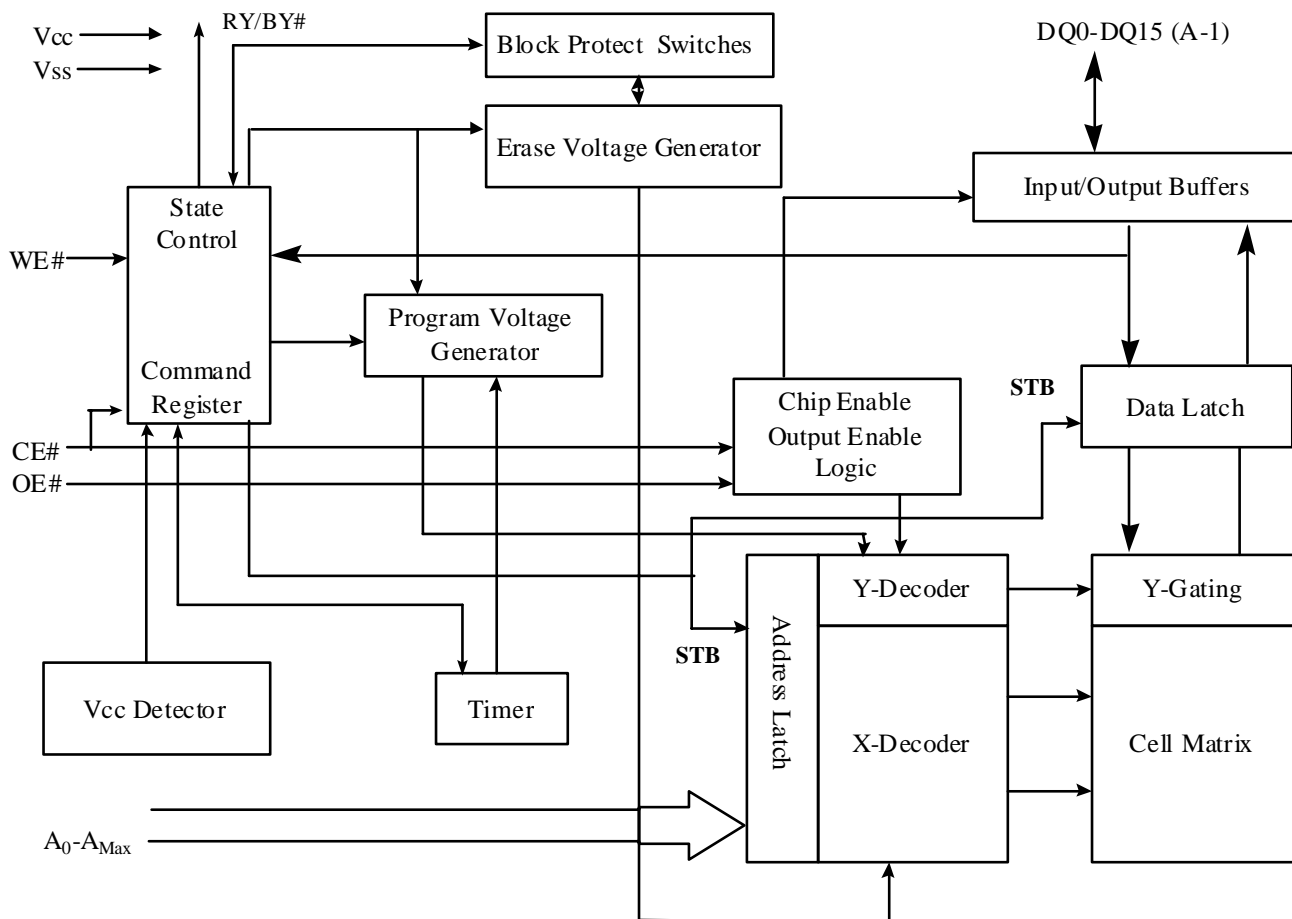 RY/BY#
Vcc
Vss
Block Protect Switches
DQ0-DQ15 (A-1)
Erase Voltage Generator
Input/Output Buffers
State
Control
WE#
Program Voltage
Generator
Command
Register
STB
Chip Enable
Output Enable
Logic
Data Latch
CE#
OE#
Y-Decoder
Y-Gating
STB
Address Latch
Vcc Detector
Timer
X-Decoder
Cell Matrix
A0-AMax